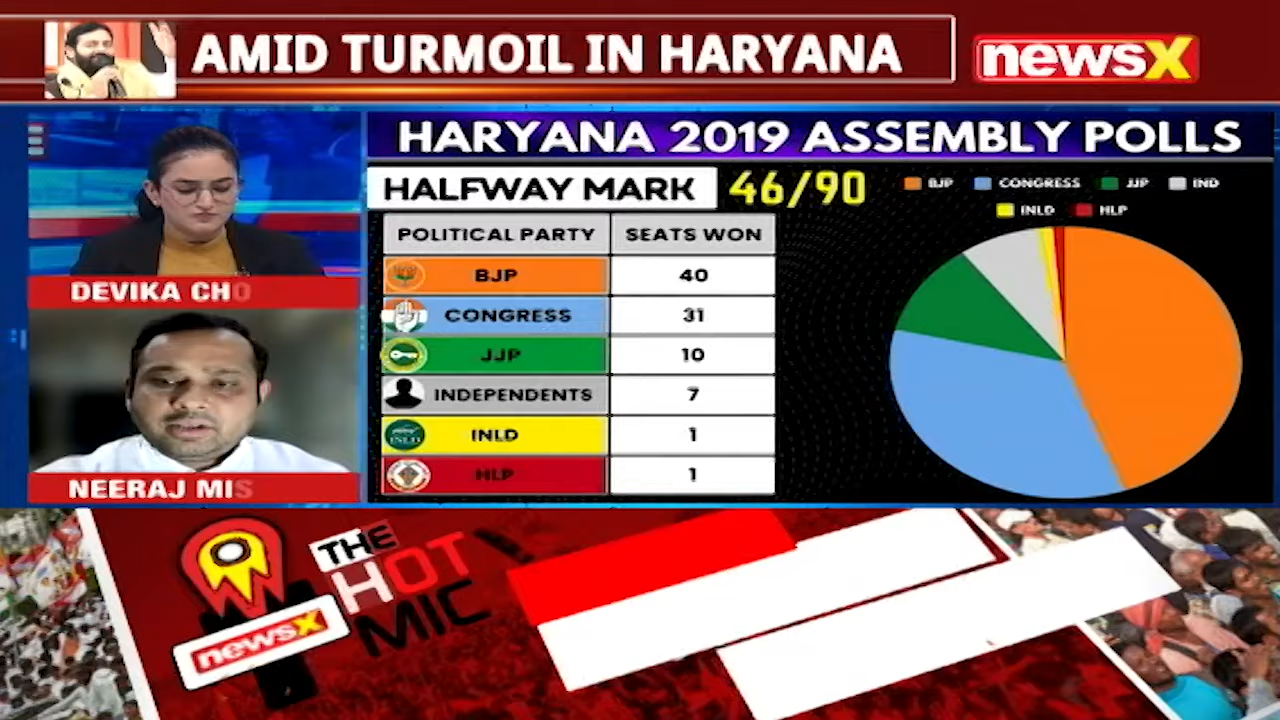 AMID TURMOIL IN HARYANA
newsX
HARYANA 2019 ASSEMBLY POLLS
HALFWAY MARK 46/90
BJP CONGRESS JJP IND
INLD HLP
POLITICAL PARTY SEATS WON
BJP 40
CONGRESS 31
JJP 10
INDEPENDENTS 7
INLD 1
HLP 1
DEVIKA CHO
NEERAJ MIS
THE
HOT
MIC
newsX